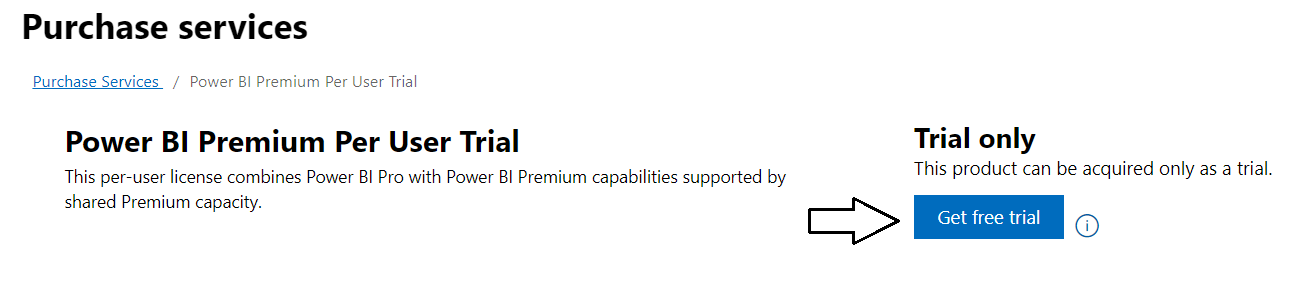 Purchase services
Purchase Services / Power BI Premium Per User Trial
Power BI Premium Per User Trial
This per-user license combines Power BI Pro with Power BI Premium capabilities supported by
shared Premium capacity.
Trial only
This product can be acquired only as a trial.
Get free trial
i